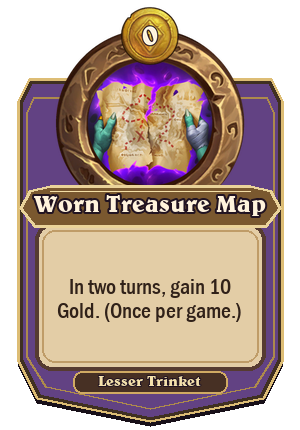 0
Worn Treasure Map
In two turns, gain 10
Gold. (Once per game.)
Lesser Trinket